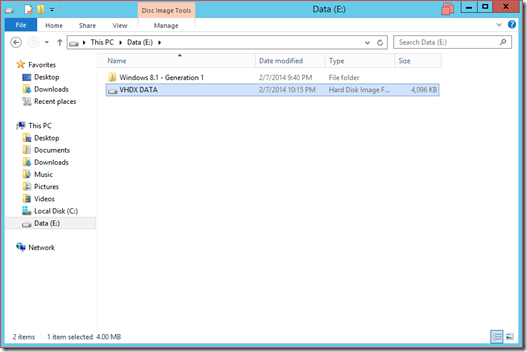 Disc Image Tools
Data (E:)
File
Home
Share
View
Manage
This PC
Data (E:)
Search Data (E:)
Name
Date modified
Type
Size
Favorites
Desktop
Downloads
Recent places
This PC
Desktop
Documents
Downloads
Music
Pictures
Videos
Local Disk (C:)
Data (E:)
Network
Windows 8.1 - Generation 1
2/7/2014 9:40 PM
File folder
VHDX DATA
2/7/2014 10:15 PM
Hard Disk Image F...
4,096 KB
2 items
1 item selected 4.00 MB